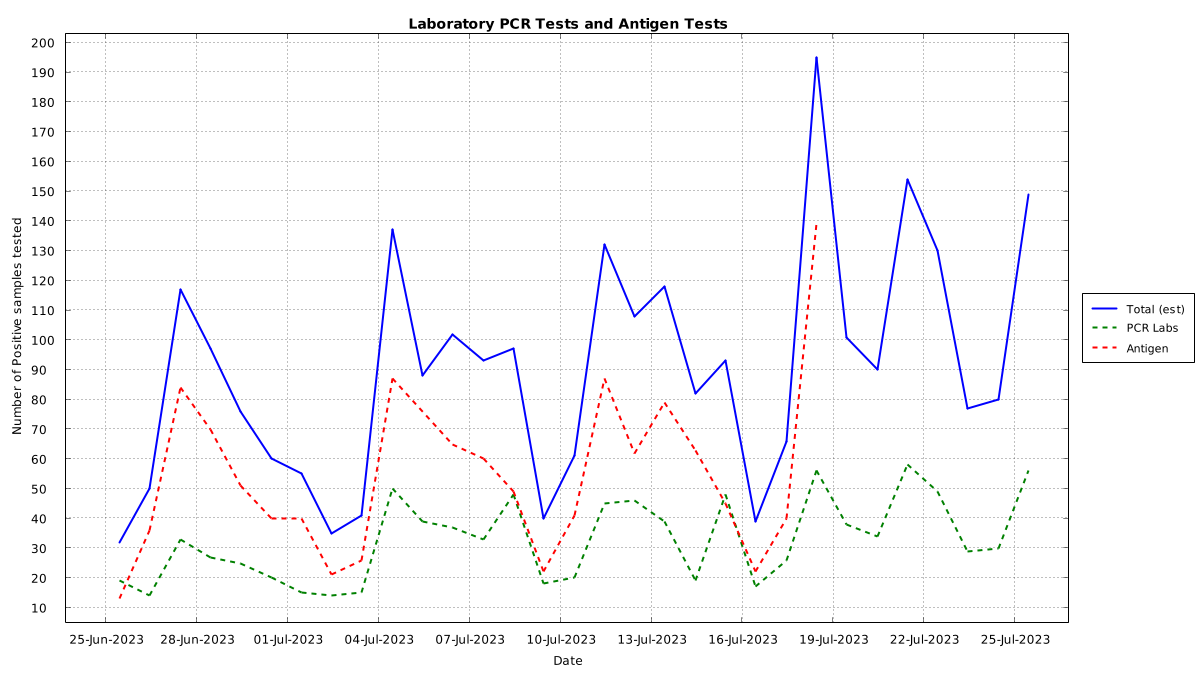 Laboratory PCR Tests and Antigen Tests
200
190
180
170
160
150
140
130
120
110
100
90
80
70
60
50
40
30
20
10
Number of Positive samples tested
25-Jun-2023 28-Jun-2023 01-Jul-2023 04-Jul-2023 07-Jul-2023 10-Jul-2023 13-Jul-2023 16-Jul-2023 19-Jul-2023 22-Jul-2023 25-Jul-2023
Date
Total (est)
PCR Labs
Antigen